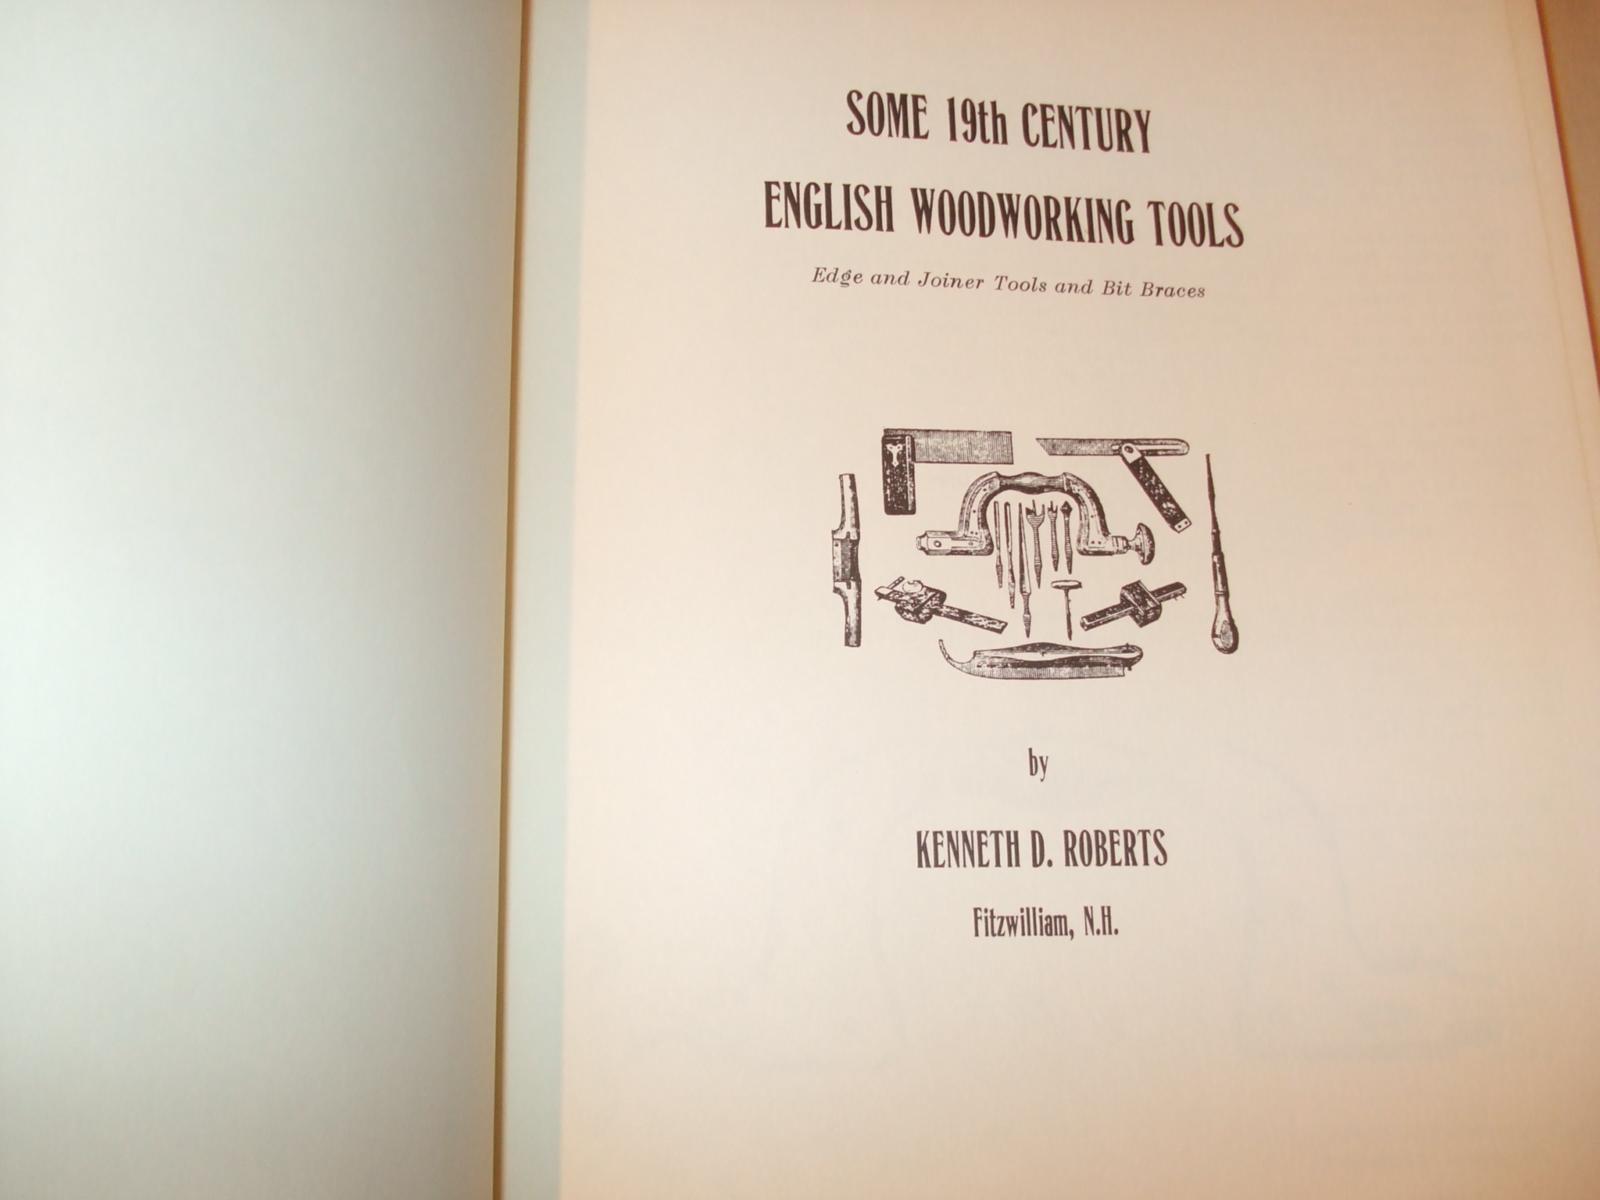 SOME 19th CENTURY
ENGLISH WOODWORKING TOOLS
Edge and Joiner Tools and Bit Braces
by
KENNETH D. ROBERTS
Fitzwilliam, N.H.